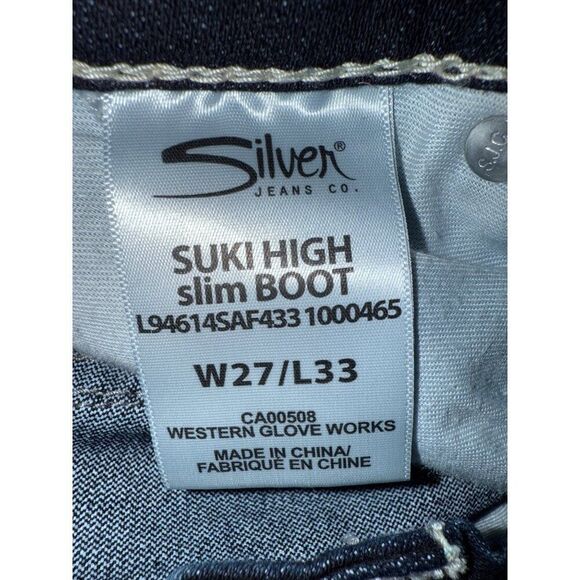 Silver®
JEANS CO.
SUKI HIGH
slim BOOT
L94614SAF433 1000465
W27/L33
CA00508
WESTERN GLOVE WORKS
MADE IN CHINA/
FABRIQUÉ EN CHINE
S.J.C.